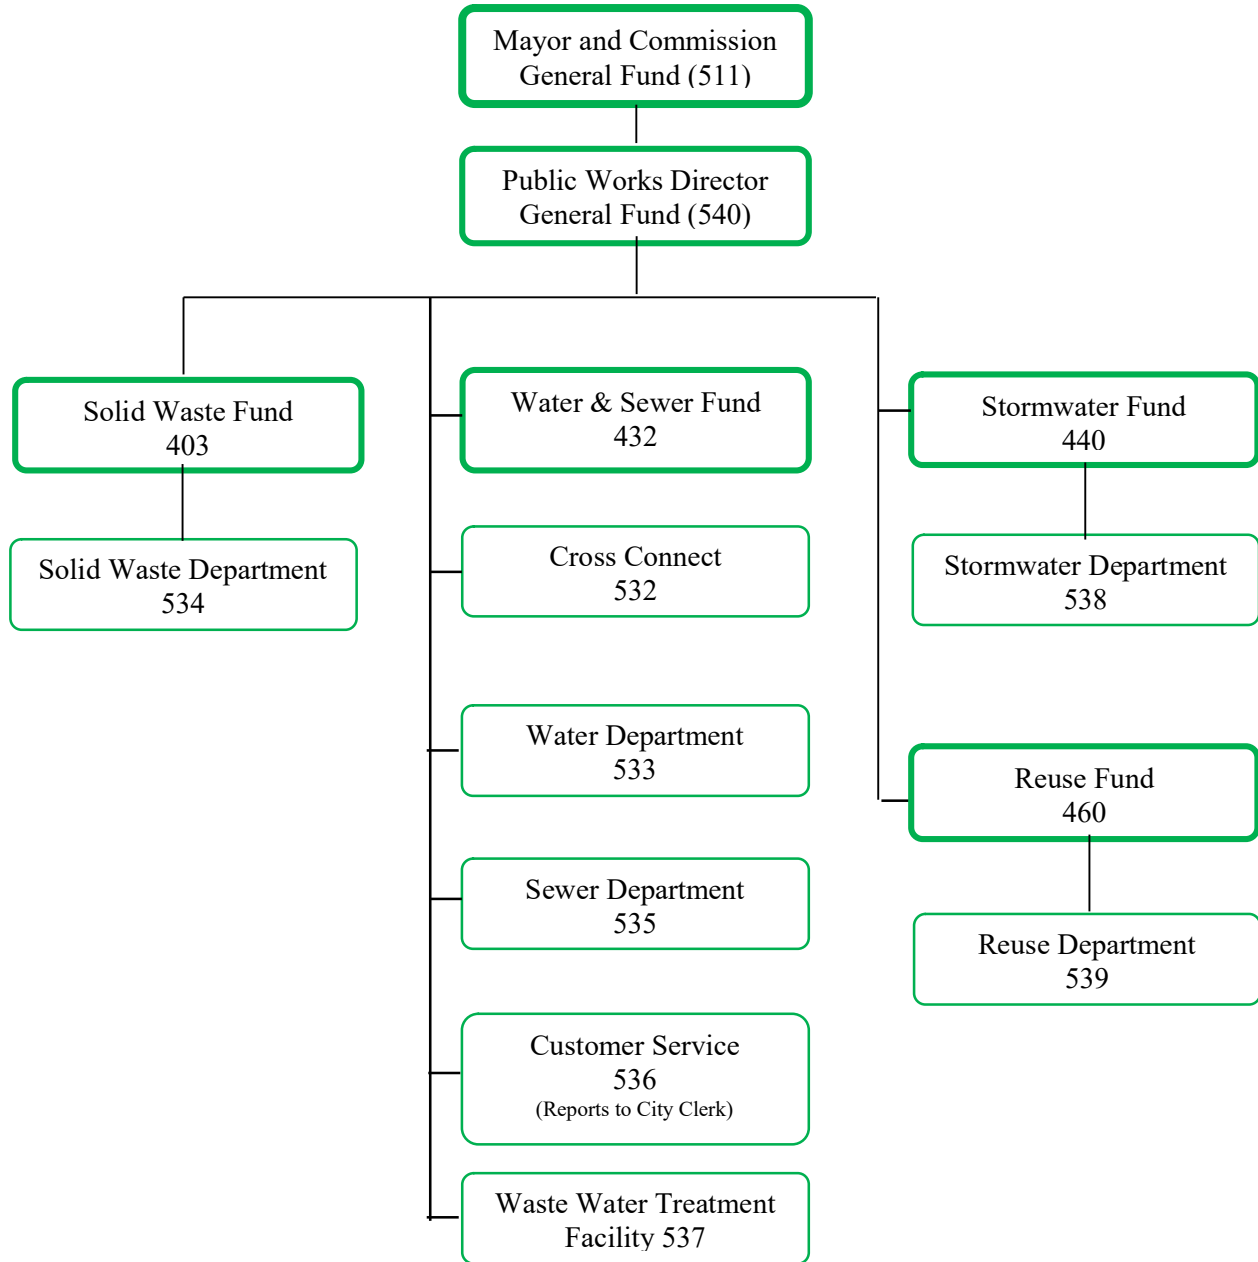 Mayor and Commission
General Fund (511)
Public Works Director
General Fund (540)
Solid Waste Fund
403
Solid Waste Department
534
Water & Sewer Fund
432
Cross Connect
532
Water Department
533
Sewer Department
535
Customer Service
536
(Reports to City Clerk)
Waste Water Treatment
Facility 537
Stormwater Fund
440
Stormwater Department
538
Reuse Fund
460
Reuse Department
539